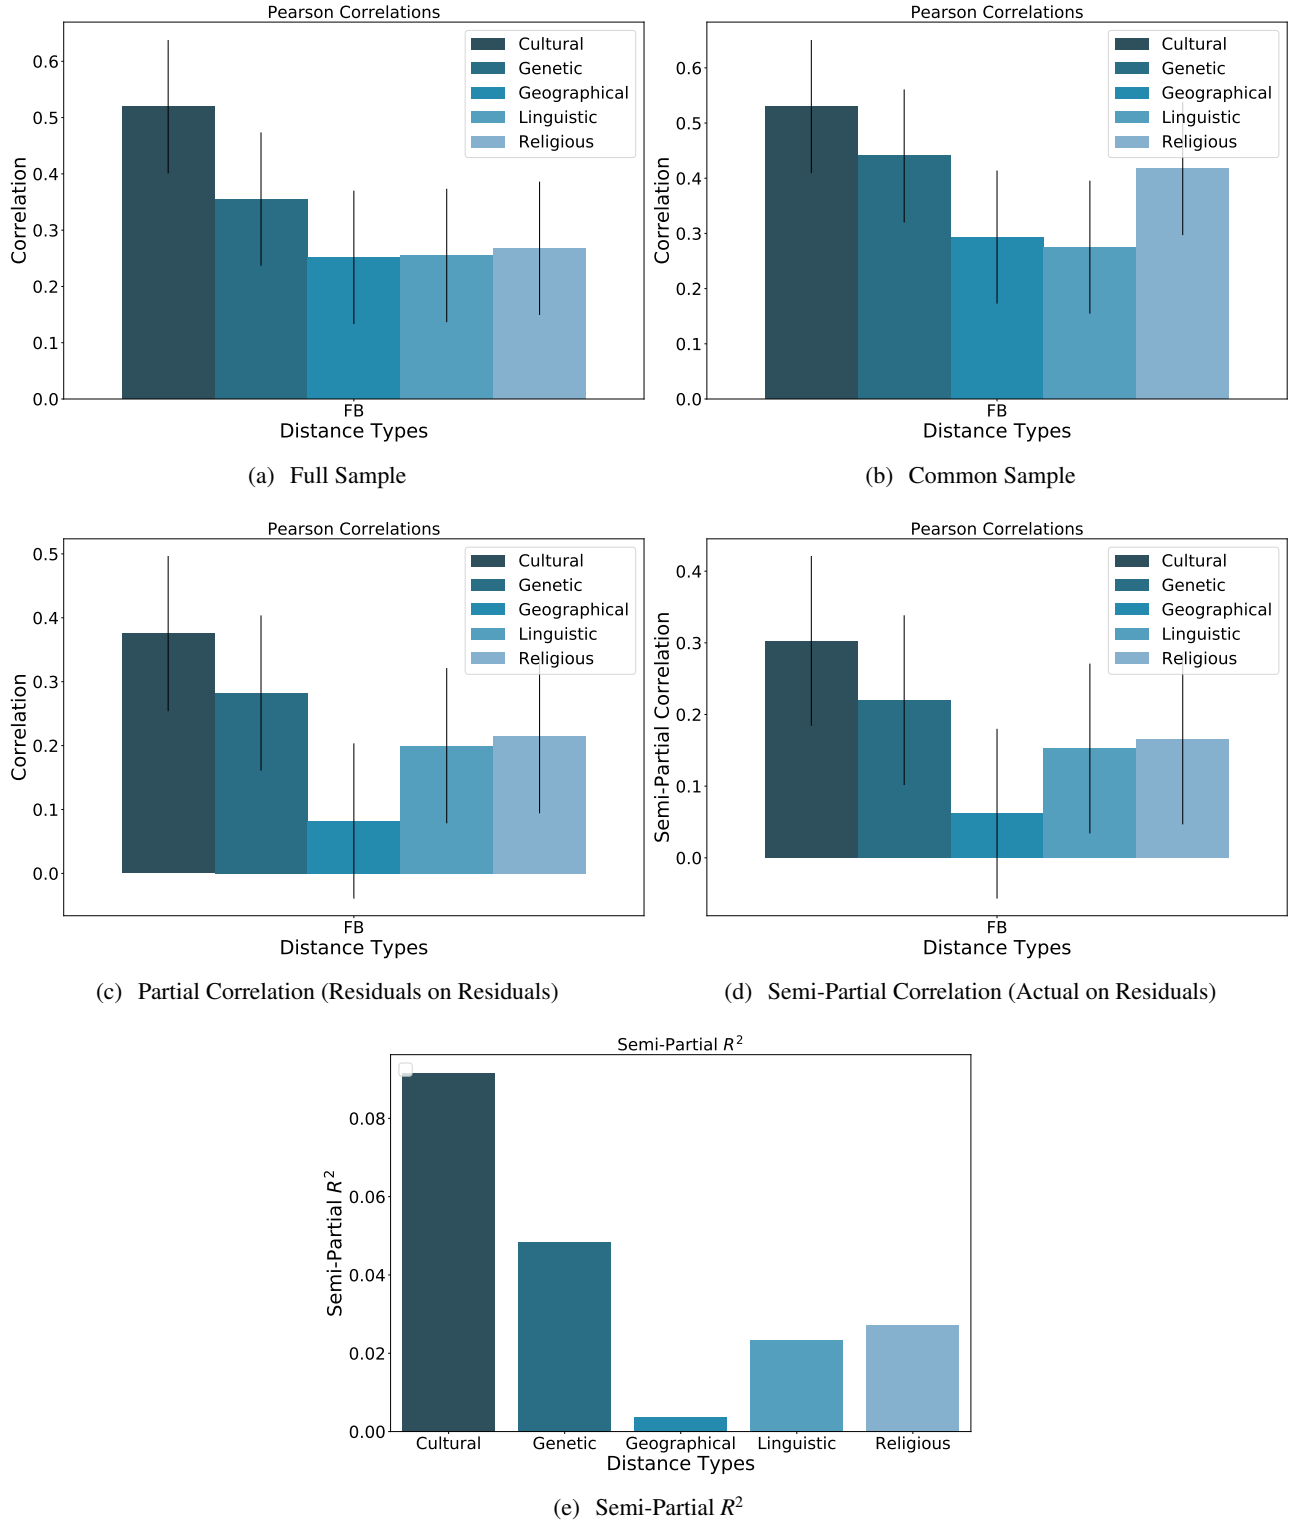 Pearson Correlations
Correlation
0.6
0.5
0.4
0.3
0.2
0.1
0.0
Cultural
Genetic
Geographical
Linguistic
Religious
FB
Distance Types
(a) Full Sample
Pearson Correlations
Correlation
0.6
0.5
0.4
0.3
0.2
0.1
0.0
Cultural
Genetic
Geographical
Linguistic
Religious
FB
Distance Types
(b) Common Sample
Pearson Correlations
Correlation
0.5
0.4
0.3
0.2
0.1
0.0
Cultural
Genetic
Geographical
Linguistic
Religious
FB
Distance Types
(c) Partial Correlation (Residuals on Residuals)
Pearson Correlations
Semi-Partial Correlation
0.4
0.3
0.2
0.1
0.0
Cultural
Genetic
Geographical
Linguistic
Religious
FB
Distance Types
(d) Semi-Partial Correlation (Actual on Residuals)
Semi-Partial R²
Semi-Partial R²
0.08
0.06
0.04
0.02
0.00
Cultural Genetic Geographical Linguistic Religious
Distance Types
(e) Semi-Partial R²